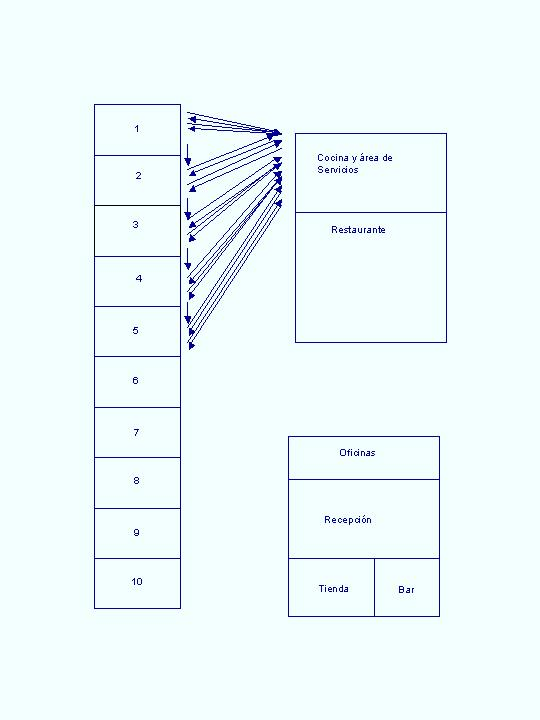 1
2
3
4
5
6
7
8
9
10
Cocina y área de
Servicios
Restaurante
Oficinas
Recepción
Tienda
Bar